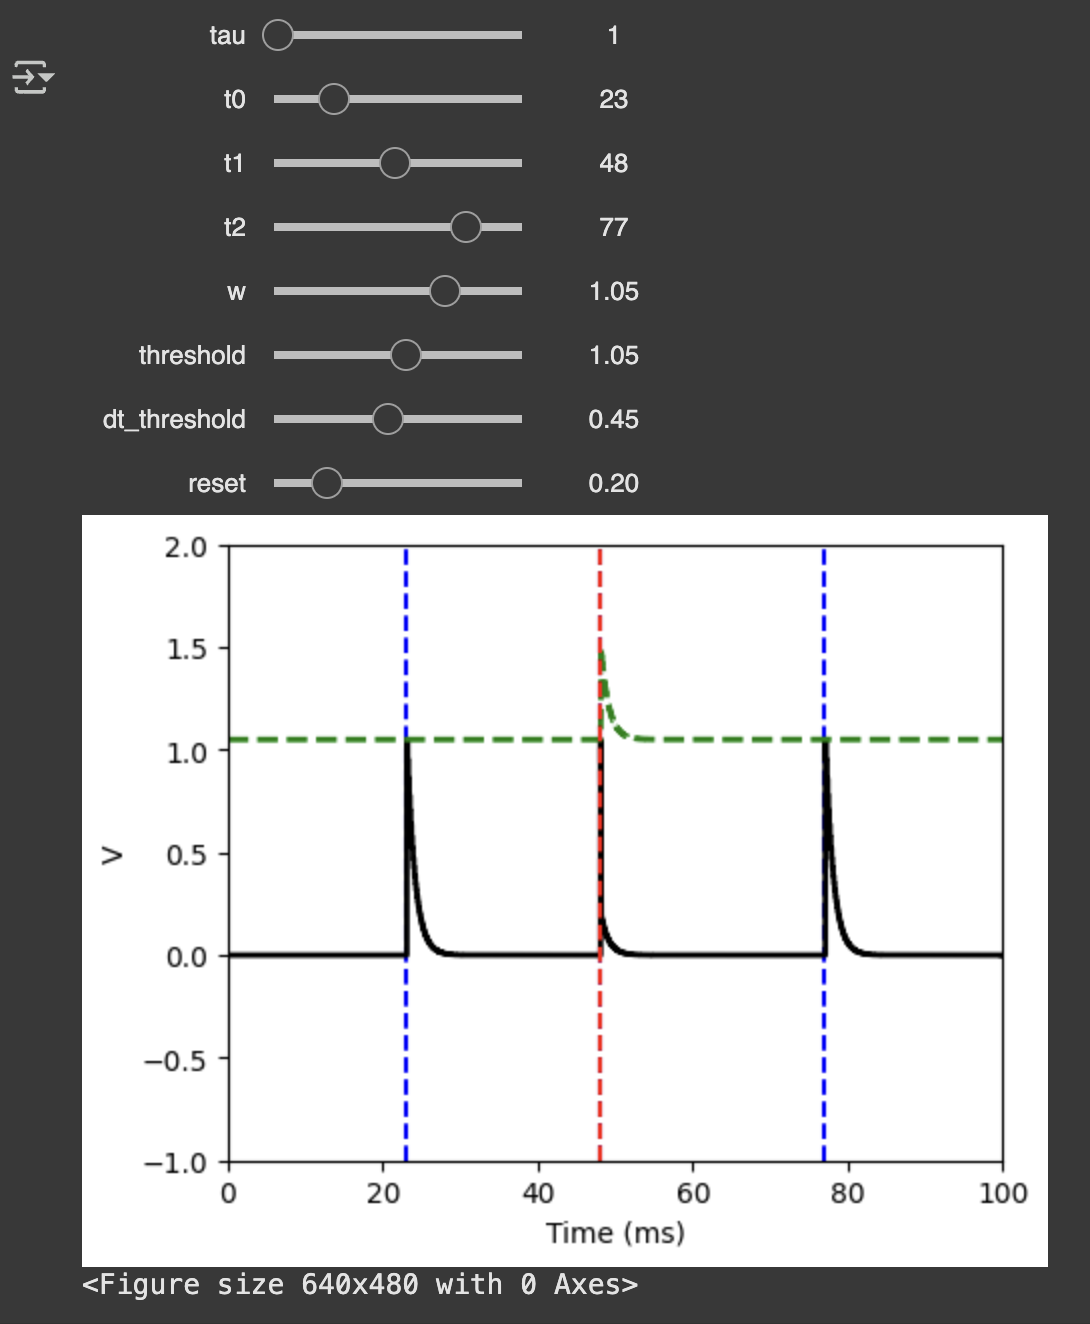 tau 1
t0 23
t1 48
t2 77
w 1.05
threshold 1.05
dt_threshold 0.45
reset 0.20
2.0
1.5
1.0
0.5
0.0
−0.5
−1.0
V
0 20 40 60 80 100
Time (ms)
<Figure size 640x480 with 0 Axes>